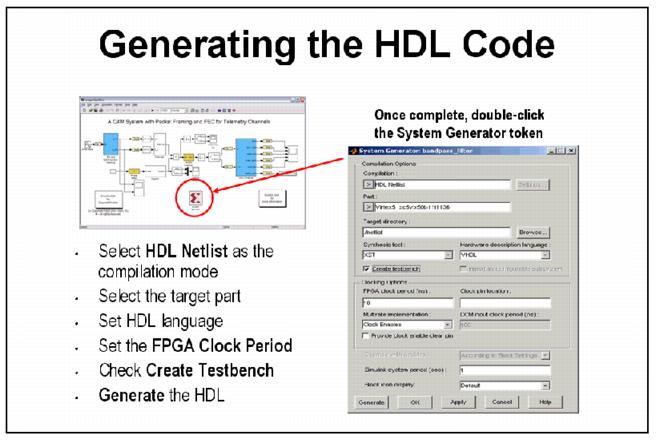 Generating the HDL Code
A QAM System with Packet Framing and FEC for Telemetry Channels
Once complete, double-click
the System Generator token
System Generator: bandpass_filter
Compilation Options
Compilation :
> HDL Netlist
Settings...
Part :
> Virtex5
Target directory :
./netlist
Browse...
Synthesis tool :
Hardware description language :
XST
VHDL
Create testbench
Clocking Options
FPGA clock period (ns) :
Clock pin location :
10
Multirate implementation :
DCM input clock period (ns) :
Clock Enables
100
Provide clock enable clear pin
According to Block Settings
Simulink system period (sec) :
1
Block icon display:
Default
Generate
OK
Apply
Cancel
Help
• Select HDL Netlist as the
compilation mode
• Select the target part
• Set HDL language
• Set the FPGA Clock Period
• Check Create Testbench
• Generate the HDL